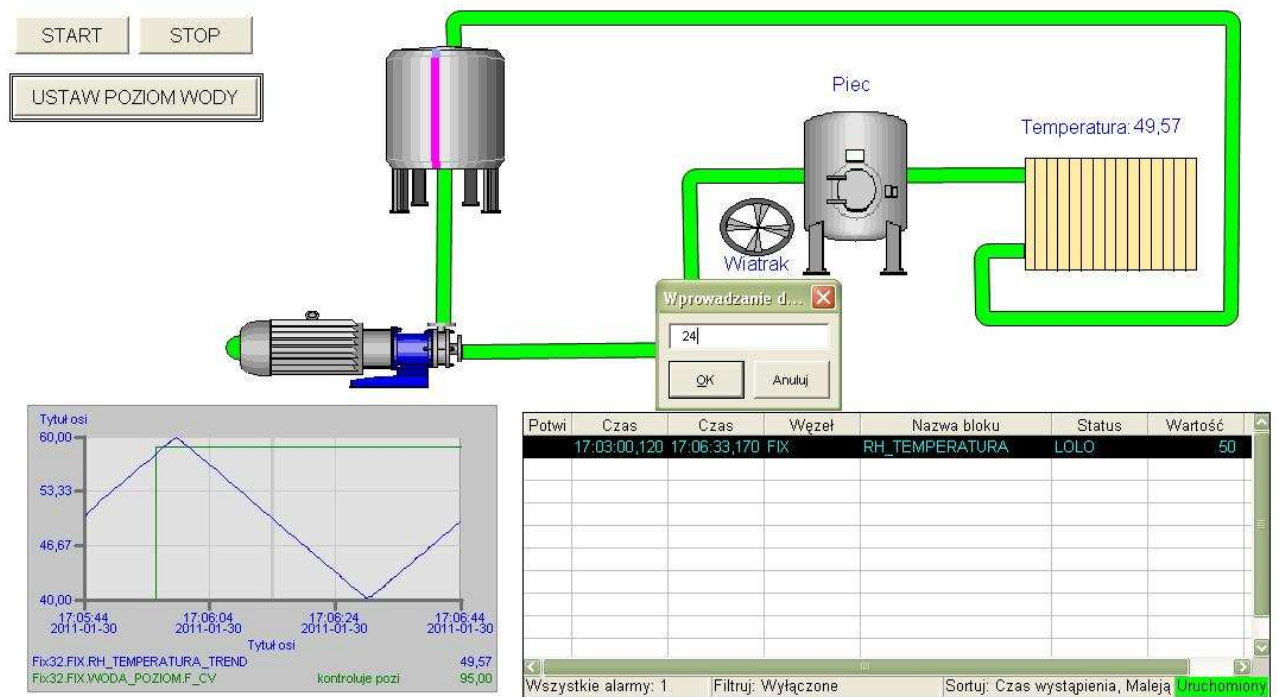 START STOP
USTAW POZIOM WODY
Piec
Temperatura: 49,57
Wiatrak
Wprowadzanie d...
24
OK Anuluj
Tytuł osi
60,00
53,33
46,67
40,00
17:05:44 17:06:04 17:06:24 17:06:44
2011-01-30 2011-01-30 2011-01-30 2011-01-30
Tytuł osi
Fix32.FIX.RH_TEMPERATURA_TREND 49,57
Fix32.FIX.WODA_POZIOM.F_CV kontroluje pozi 95,00
Potwi Czas Czas Węzeł Nazwa bloku Status Wartość
17:03:00,120 17:06:33,170 FIX RH_TEMPERATURA LOLO 50
Wszystkie alarmy: 1 Filtruj: Wyłączone Sortuj: Czas wystąpienia, Maleją Uruchomiony